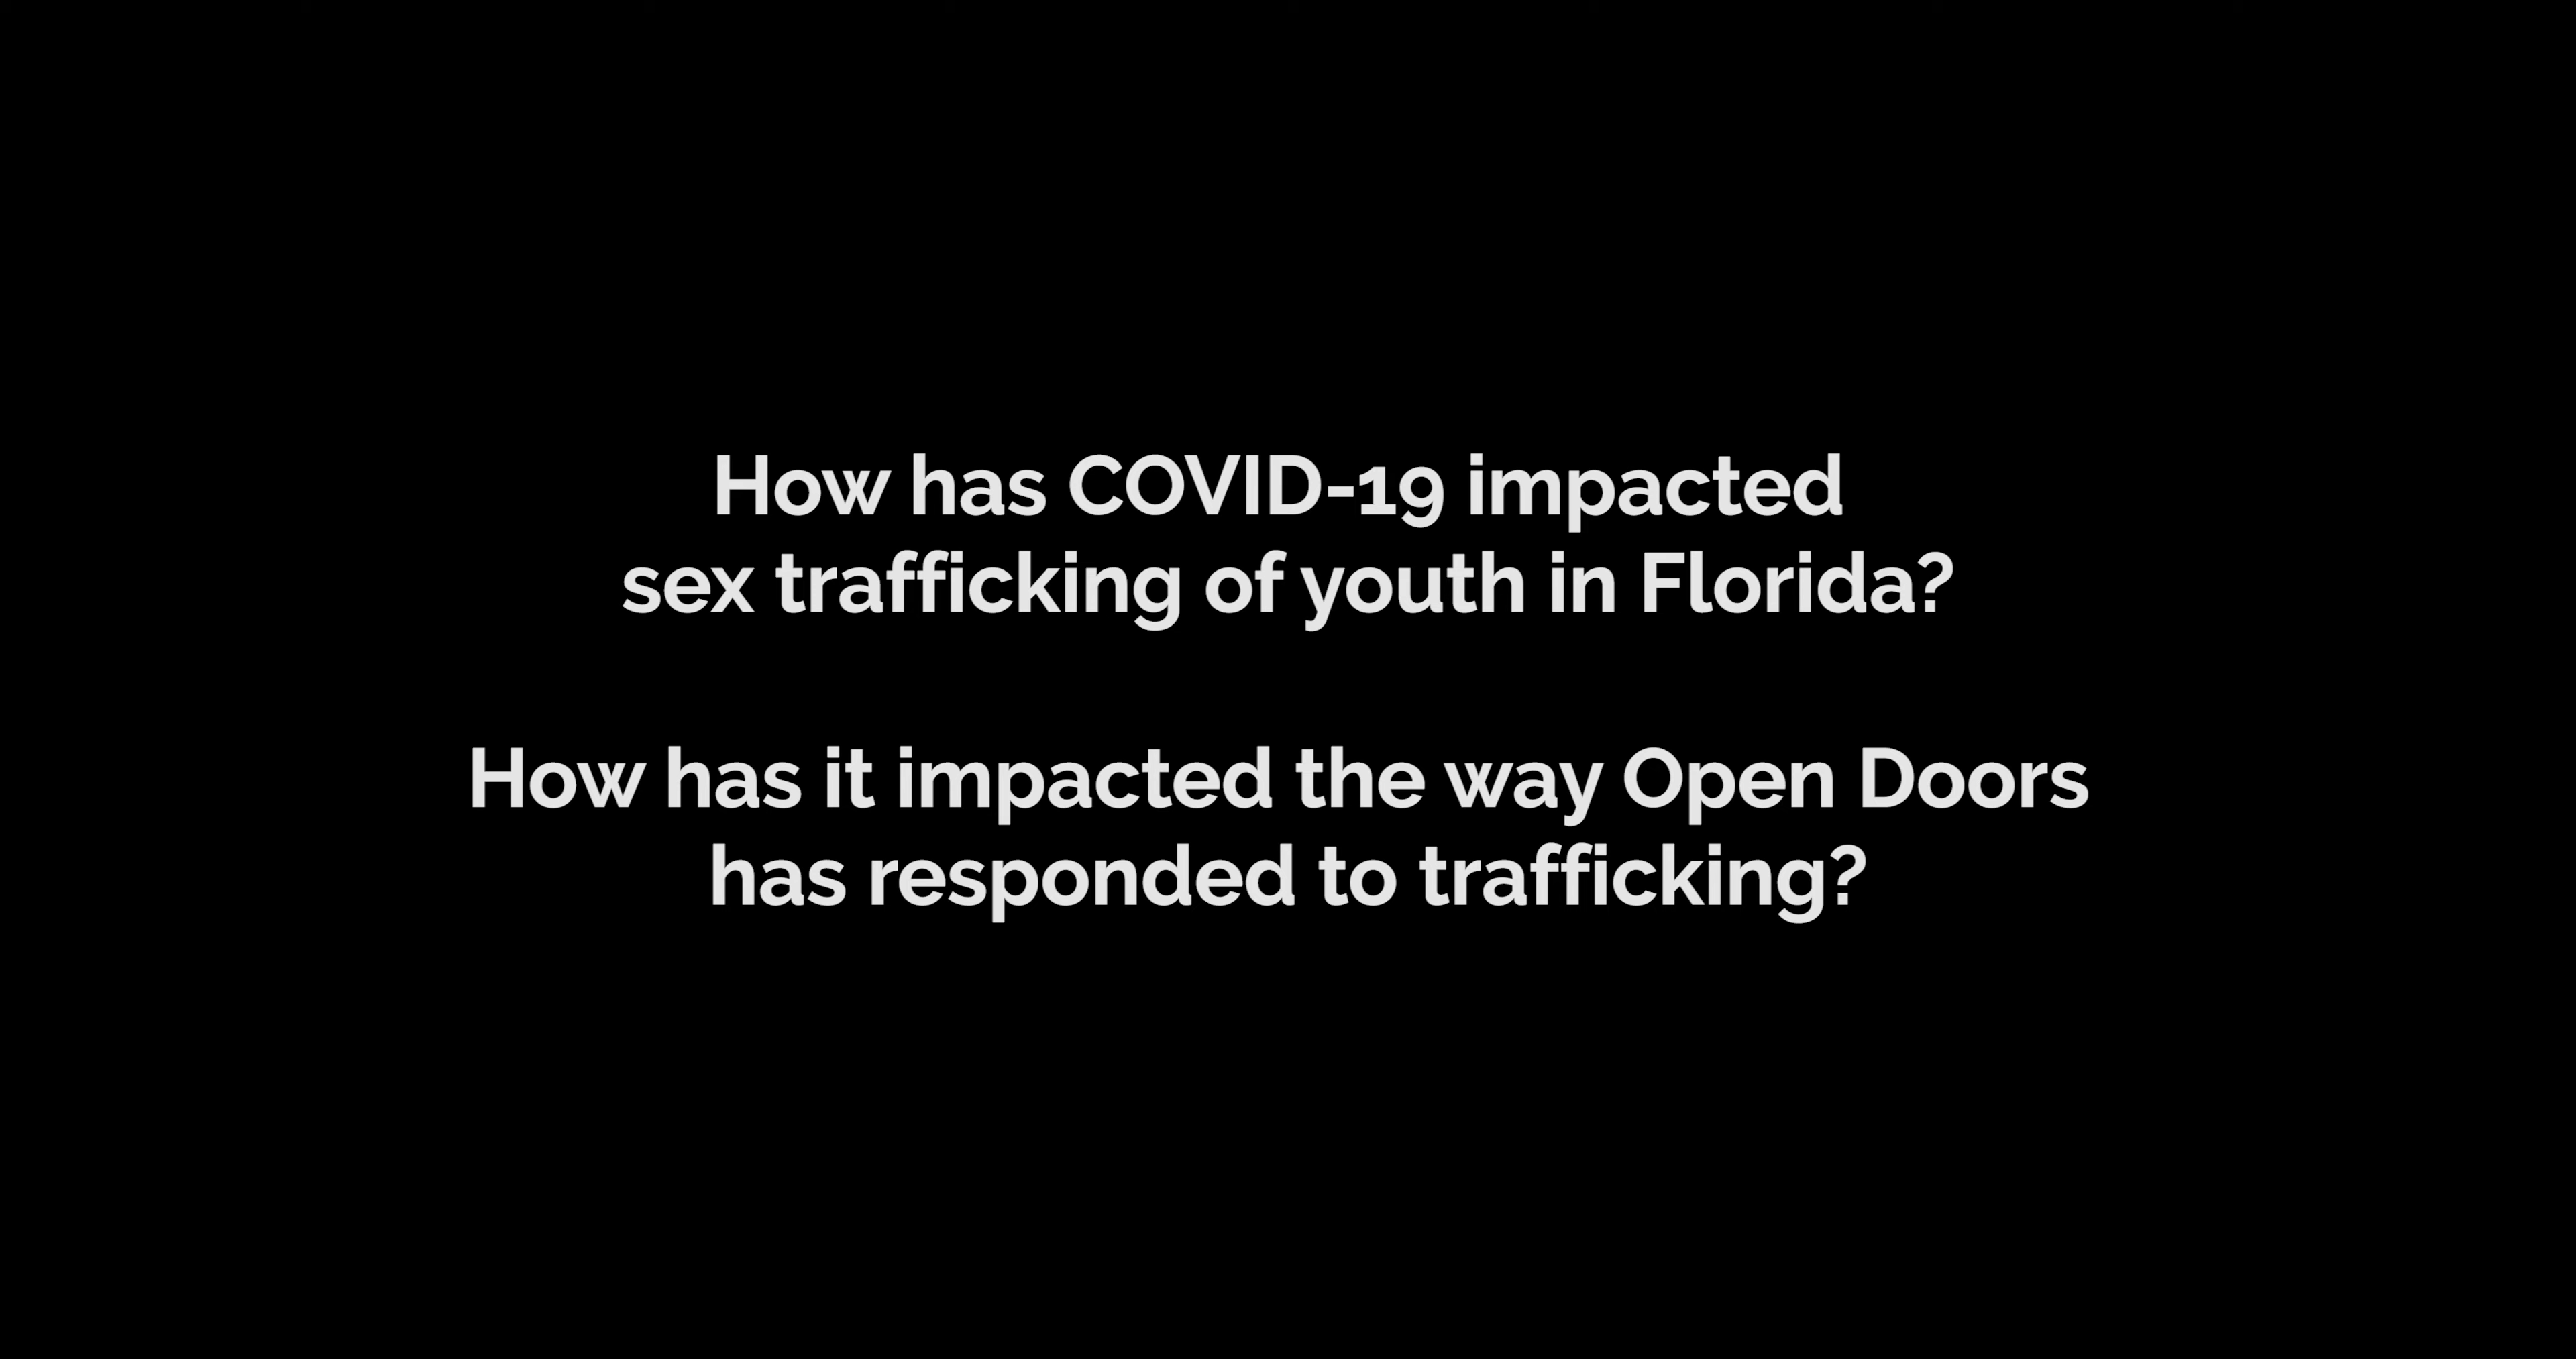 How has COVID-19 impacted
sex trafficking of youth in Florida?
How has it impacted the way Open Doors
has responded to trafficking?